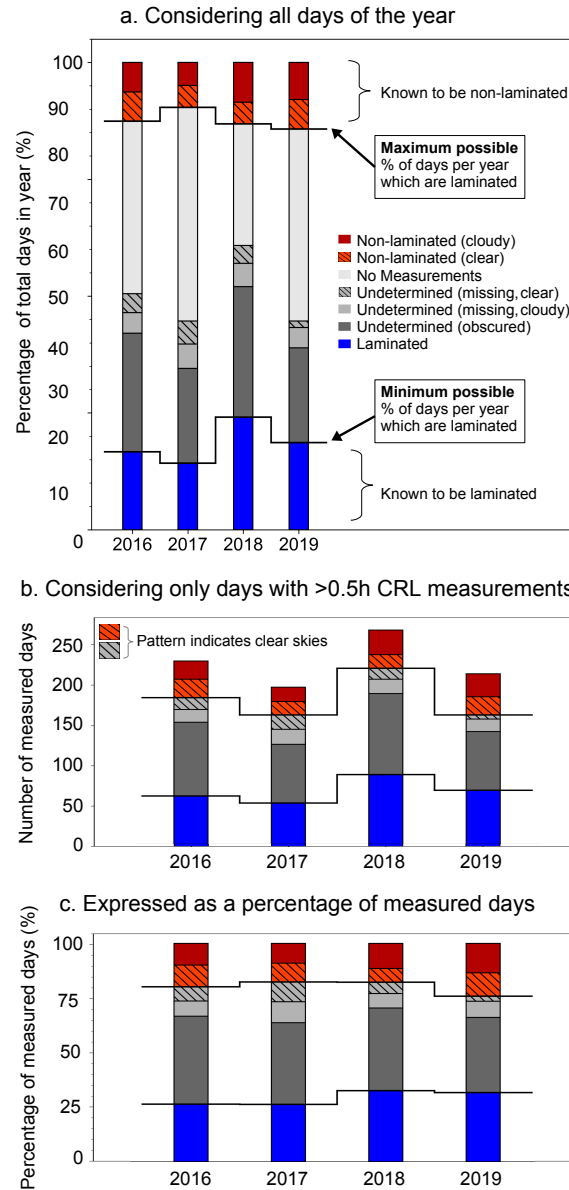 a. Considering all days of the year
Percentage of total days in year (%)
100
90
80
70
60
50
40
30
20
10
0
Known to be non-laminated
Maximum possible
% of days per year
which are laminated
Non-laminated (cloudy)
Non-laminated (clear)
No Measurements
Undetermined (missing, clear)
Undetermined (missing, cloudy)
Undetermined (obscured)
Laminated
Minimum possible
% of days per year
which are laminated
Known to be laminated
2016 2017 2018 2019
b. Considering only days with >0.5h CRL measurements
Number of measured days
250
200
150
100
50
0
Pattern indicates clear skies
2016 2017 2018 2019
c. Expressed as a percentage of measured days
Percentage of measured days (%)
100
75
50
25
0
2016 2017 2018 2019